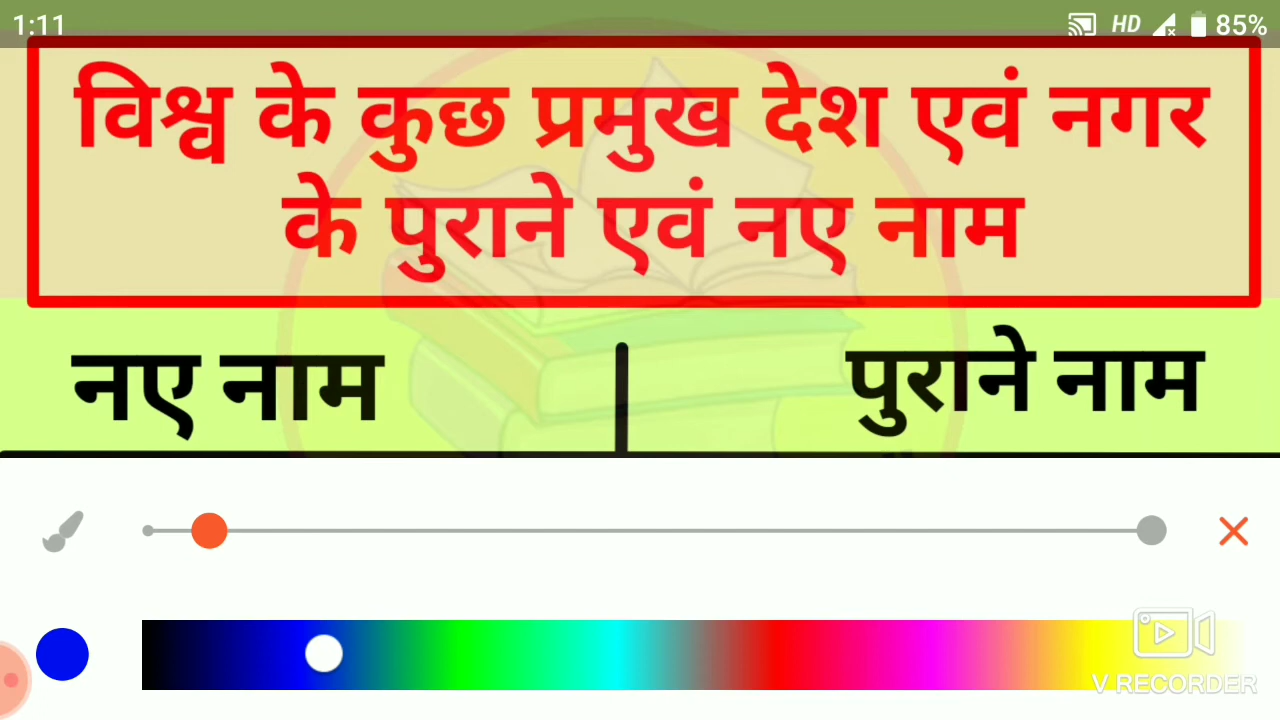 1:11 HD 85%
विश्व के कुछ प्रमुख देश एवं नगर
के पुराने एवं नए नाम
नए नाम पुराने नाम
V RECORDER